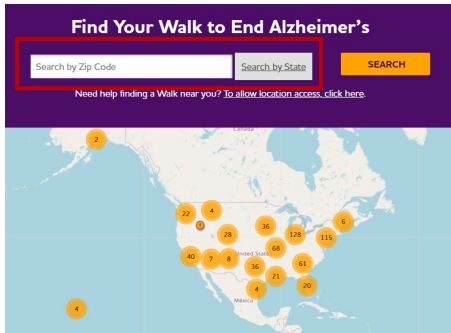 Find Your Walk to End Alzheimer's
Search by Zip Code
Search by State
SEARCH
Need help finding a Walk near you? To allow location access, click here.
Canada
2
22
4
36
6
28
128
115
68
40
7
8
United States
36
61
21
20
4
México
4